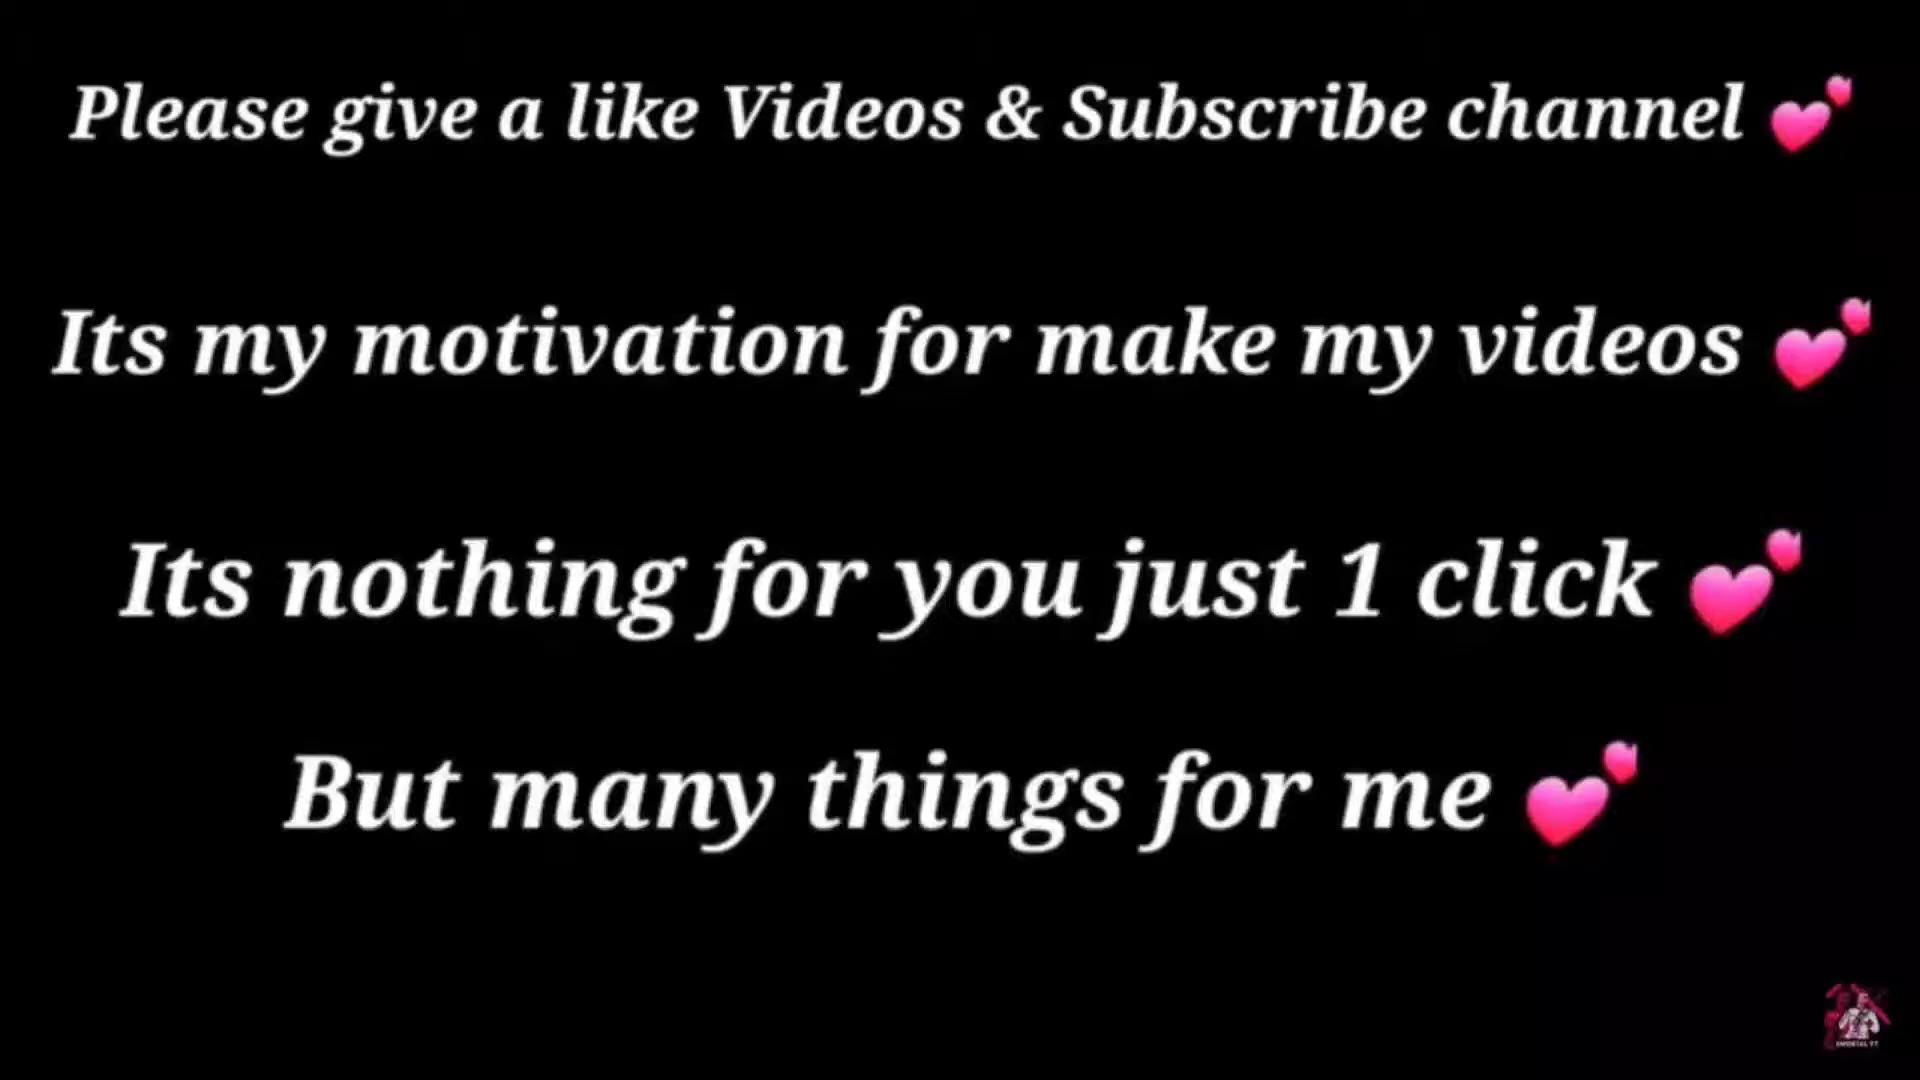 Please give a like Videos & Subscribe channel 💕
Its my motivation for make my videos 💕
Its nothing for you just 1 click 💕
But many things for me 💕